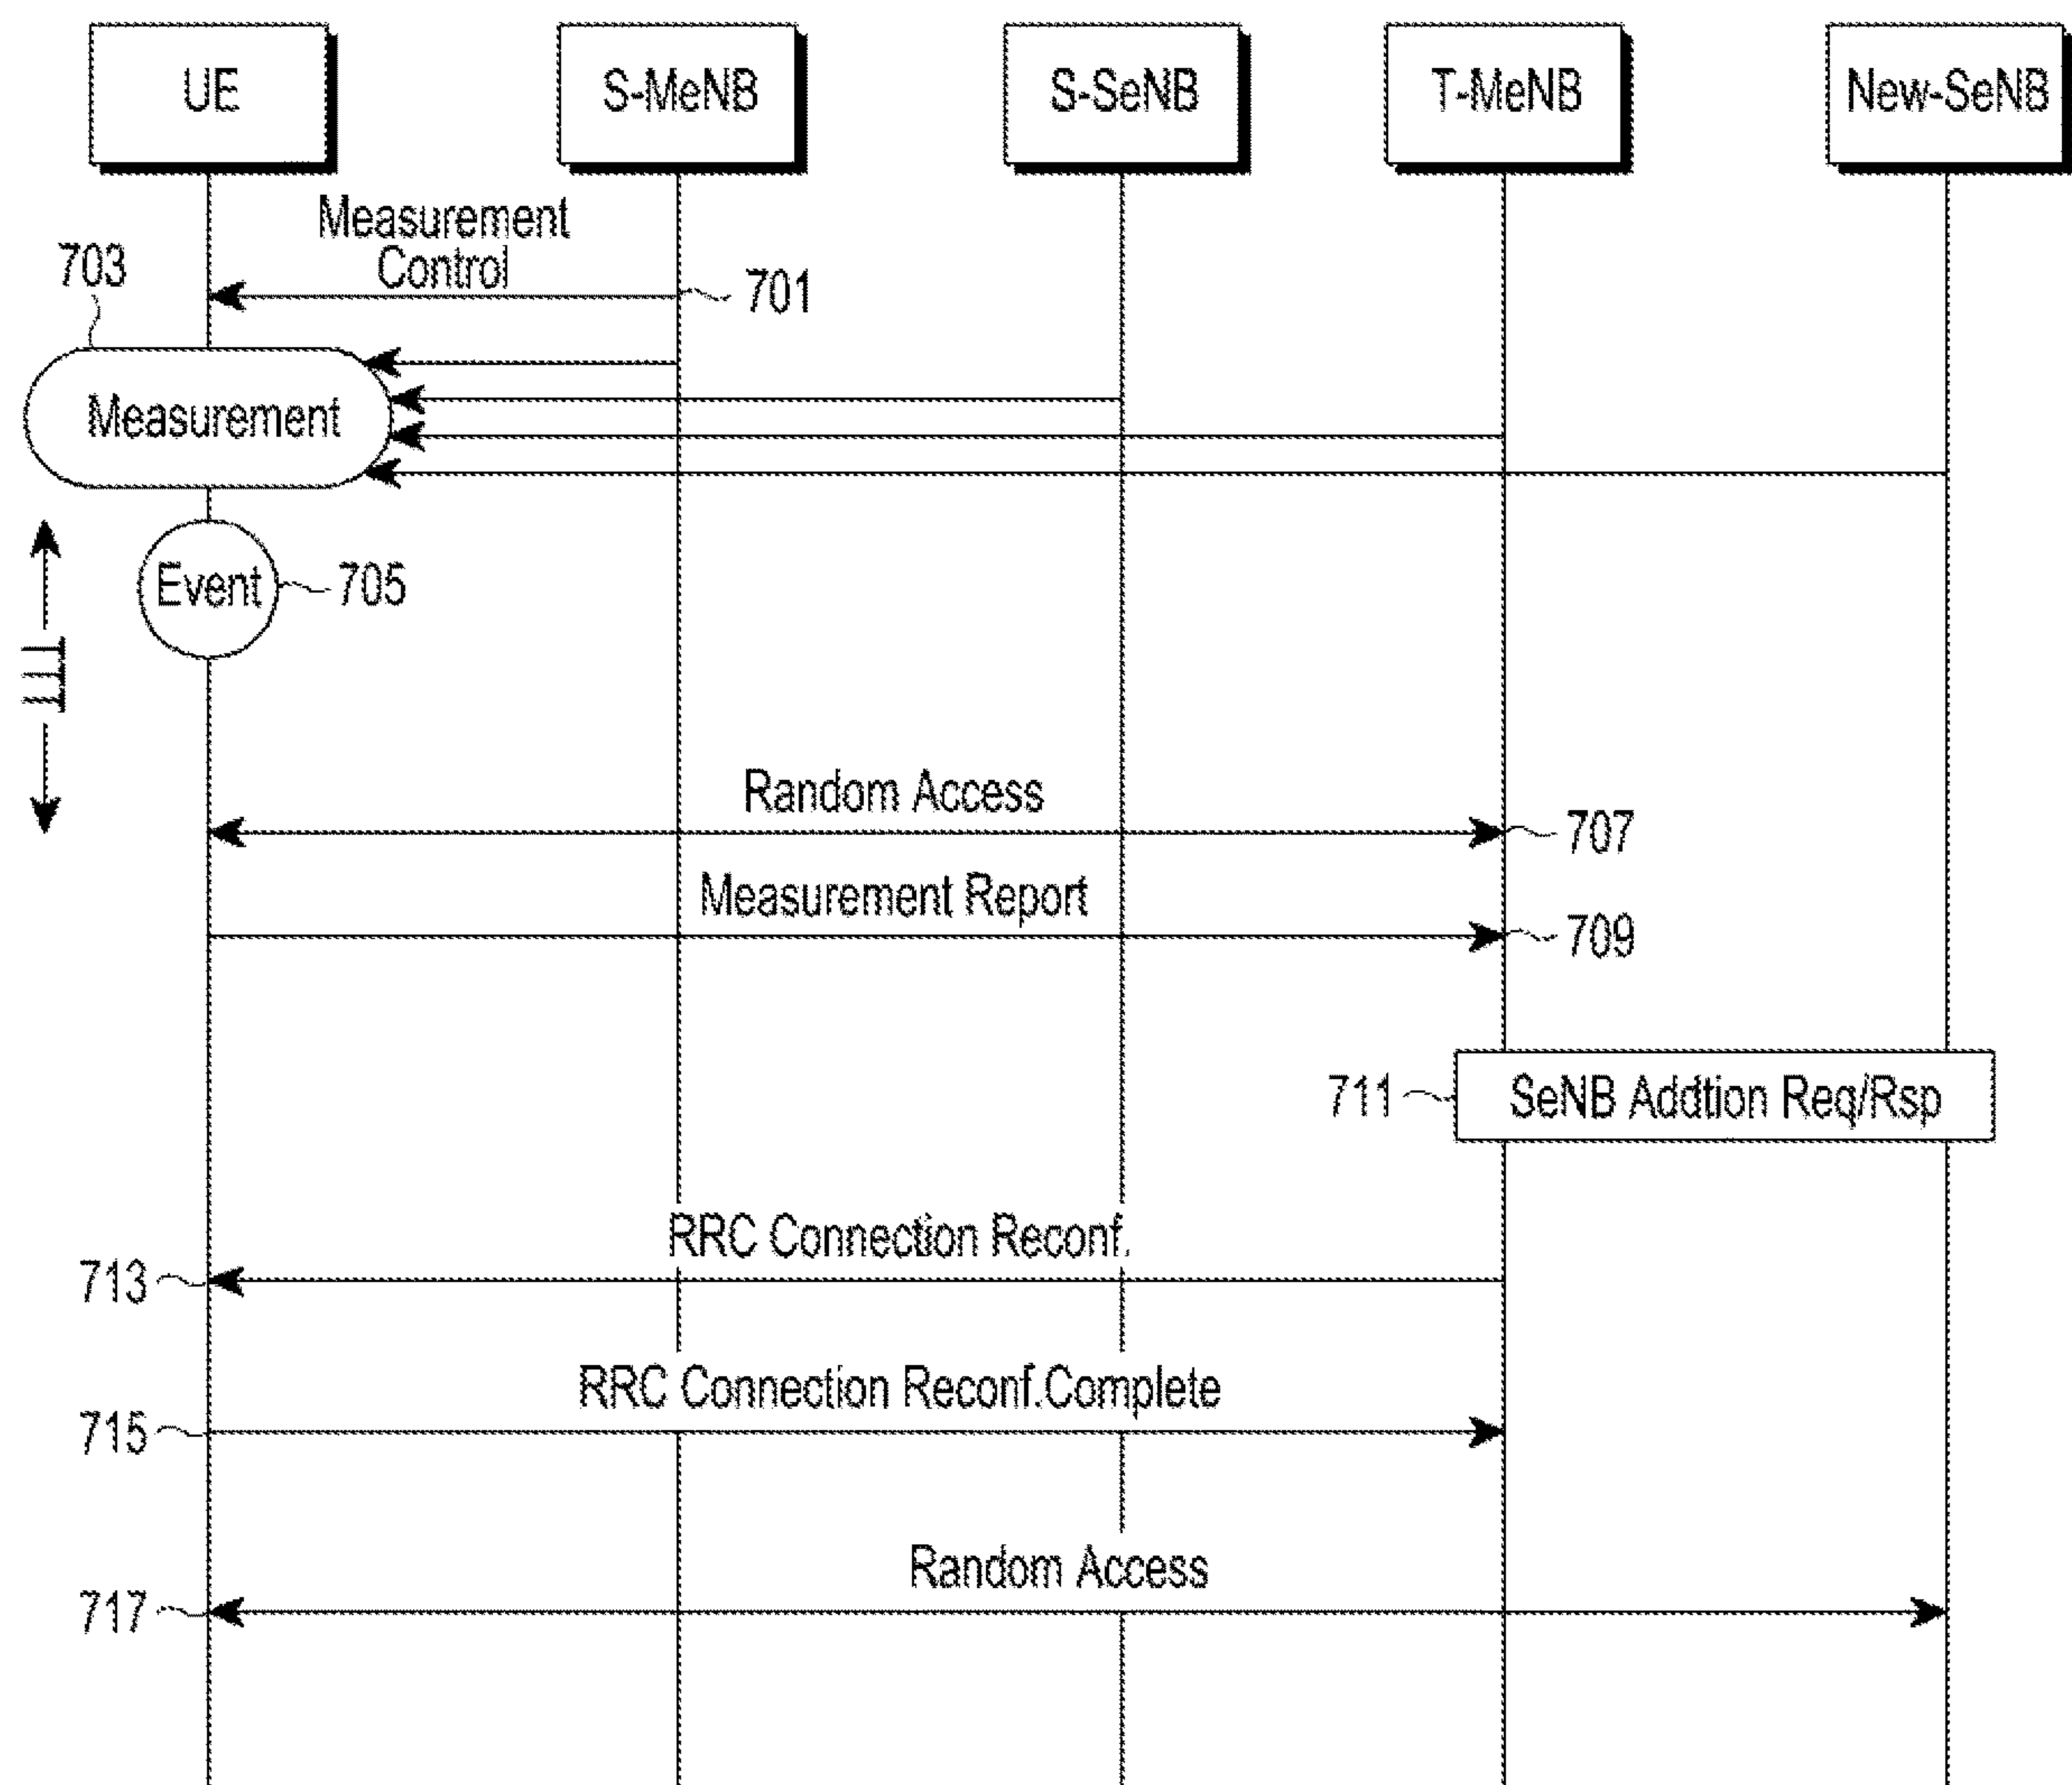 UE
S-MeNB
S-SeNB
T-MeNB
New-SeNB
Measurement
Control
703
701
Measurement
Event
705
TTT
Random Access
707
Measurement Report
709
711
SeNB Addtion Req/Rsp
RRC Connection Reconf.
713
RRC Connection Reconf.Complete
715
Random Access
717